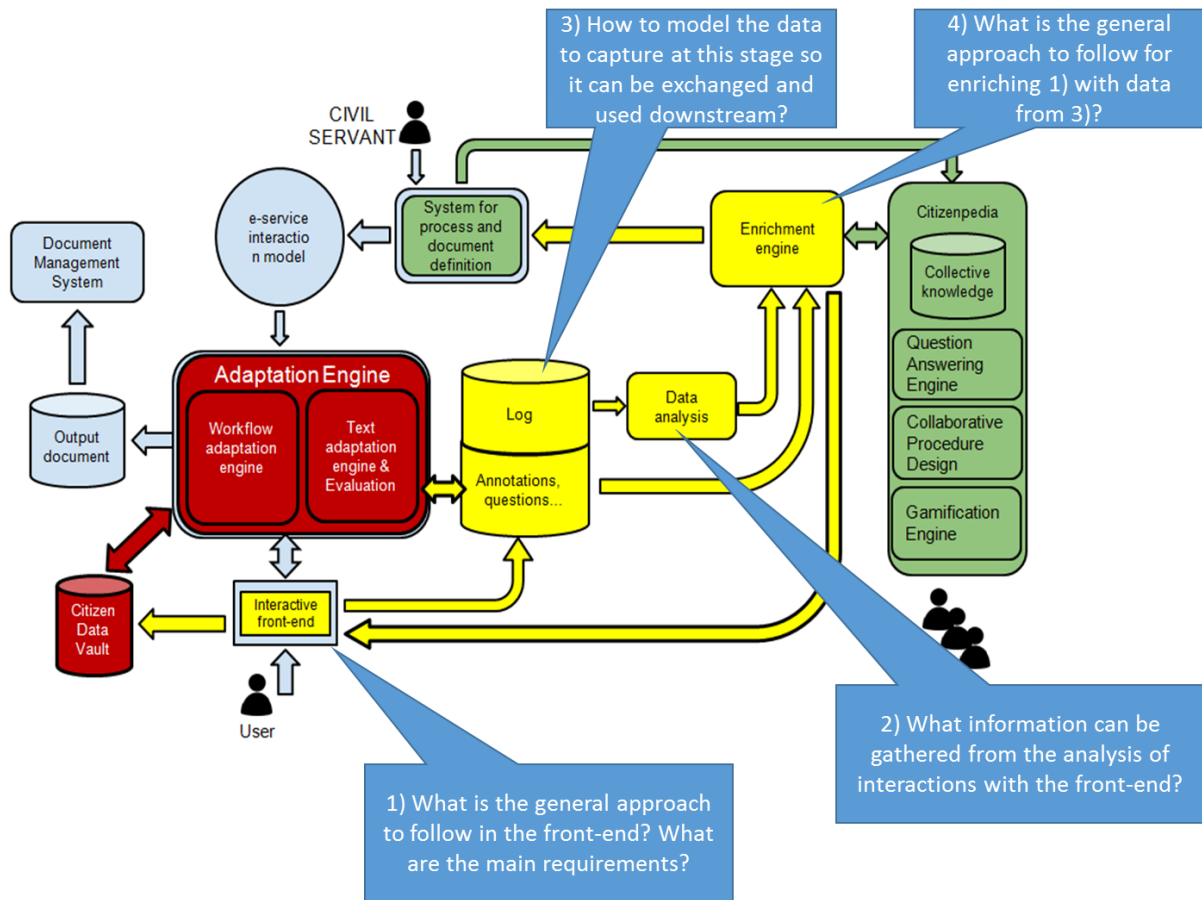 3) How to model the data
to capture at this stage so
it can be exchanged and
used downstream?
4) What is the general
approach to follow for
enriching 1) with data
from 3)?
CIVIL
SERVANT
System for
process and
document
definition
e-service
interactio
n model
Document
Management
System
Enrichment
engine
Citizenpedia
Collective
knowledge
Question
Answering
Engine
Collaborative
Procedure
Design
Gamification
Engine
Adaptation Engine
Workflow
adaptation
engine
Text
adaptation
engine &
Evaluation
Output
document
Log
Annotations,
questions...
Data
analysis
Citizen
Data
Vault
Interactive
front-end
User
2) What information can be
gathered from the analysis of
interactions with the front-end?
1) What is the general approach
to follow in the front-end? What
are the main requirements?